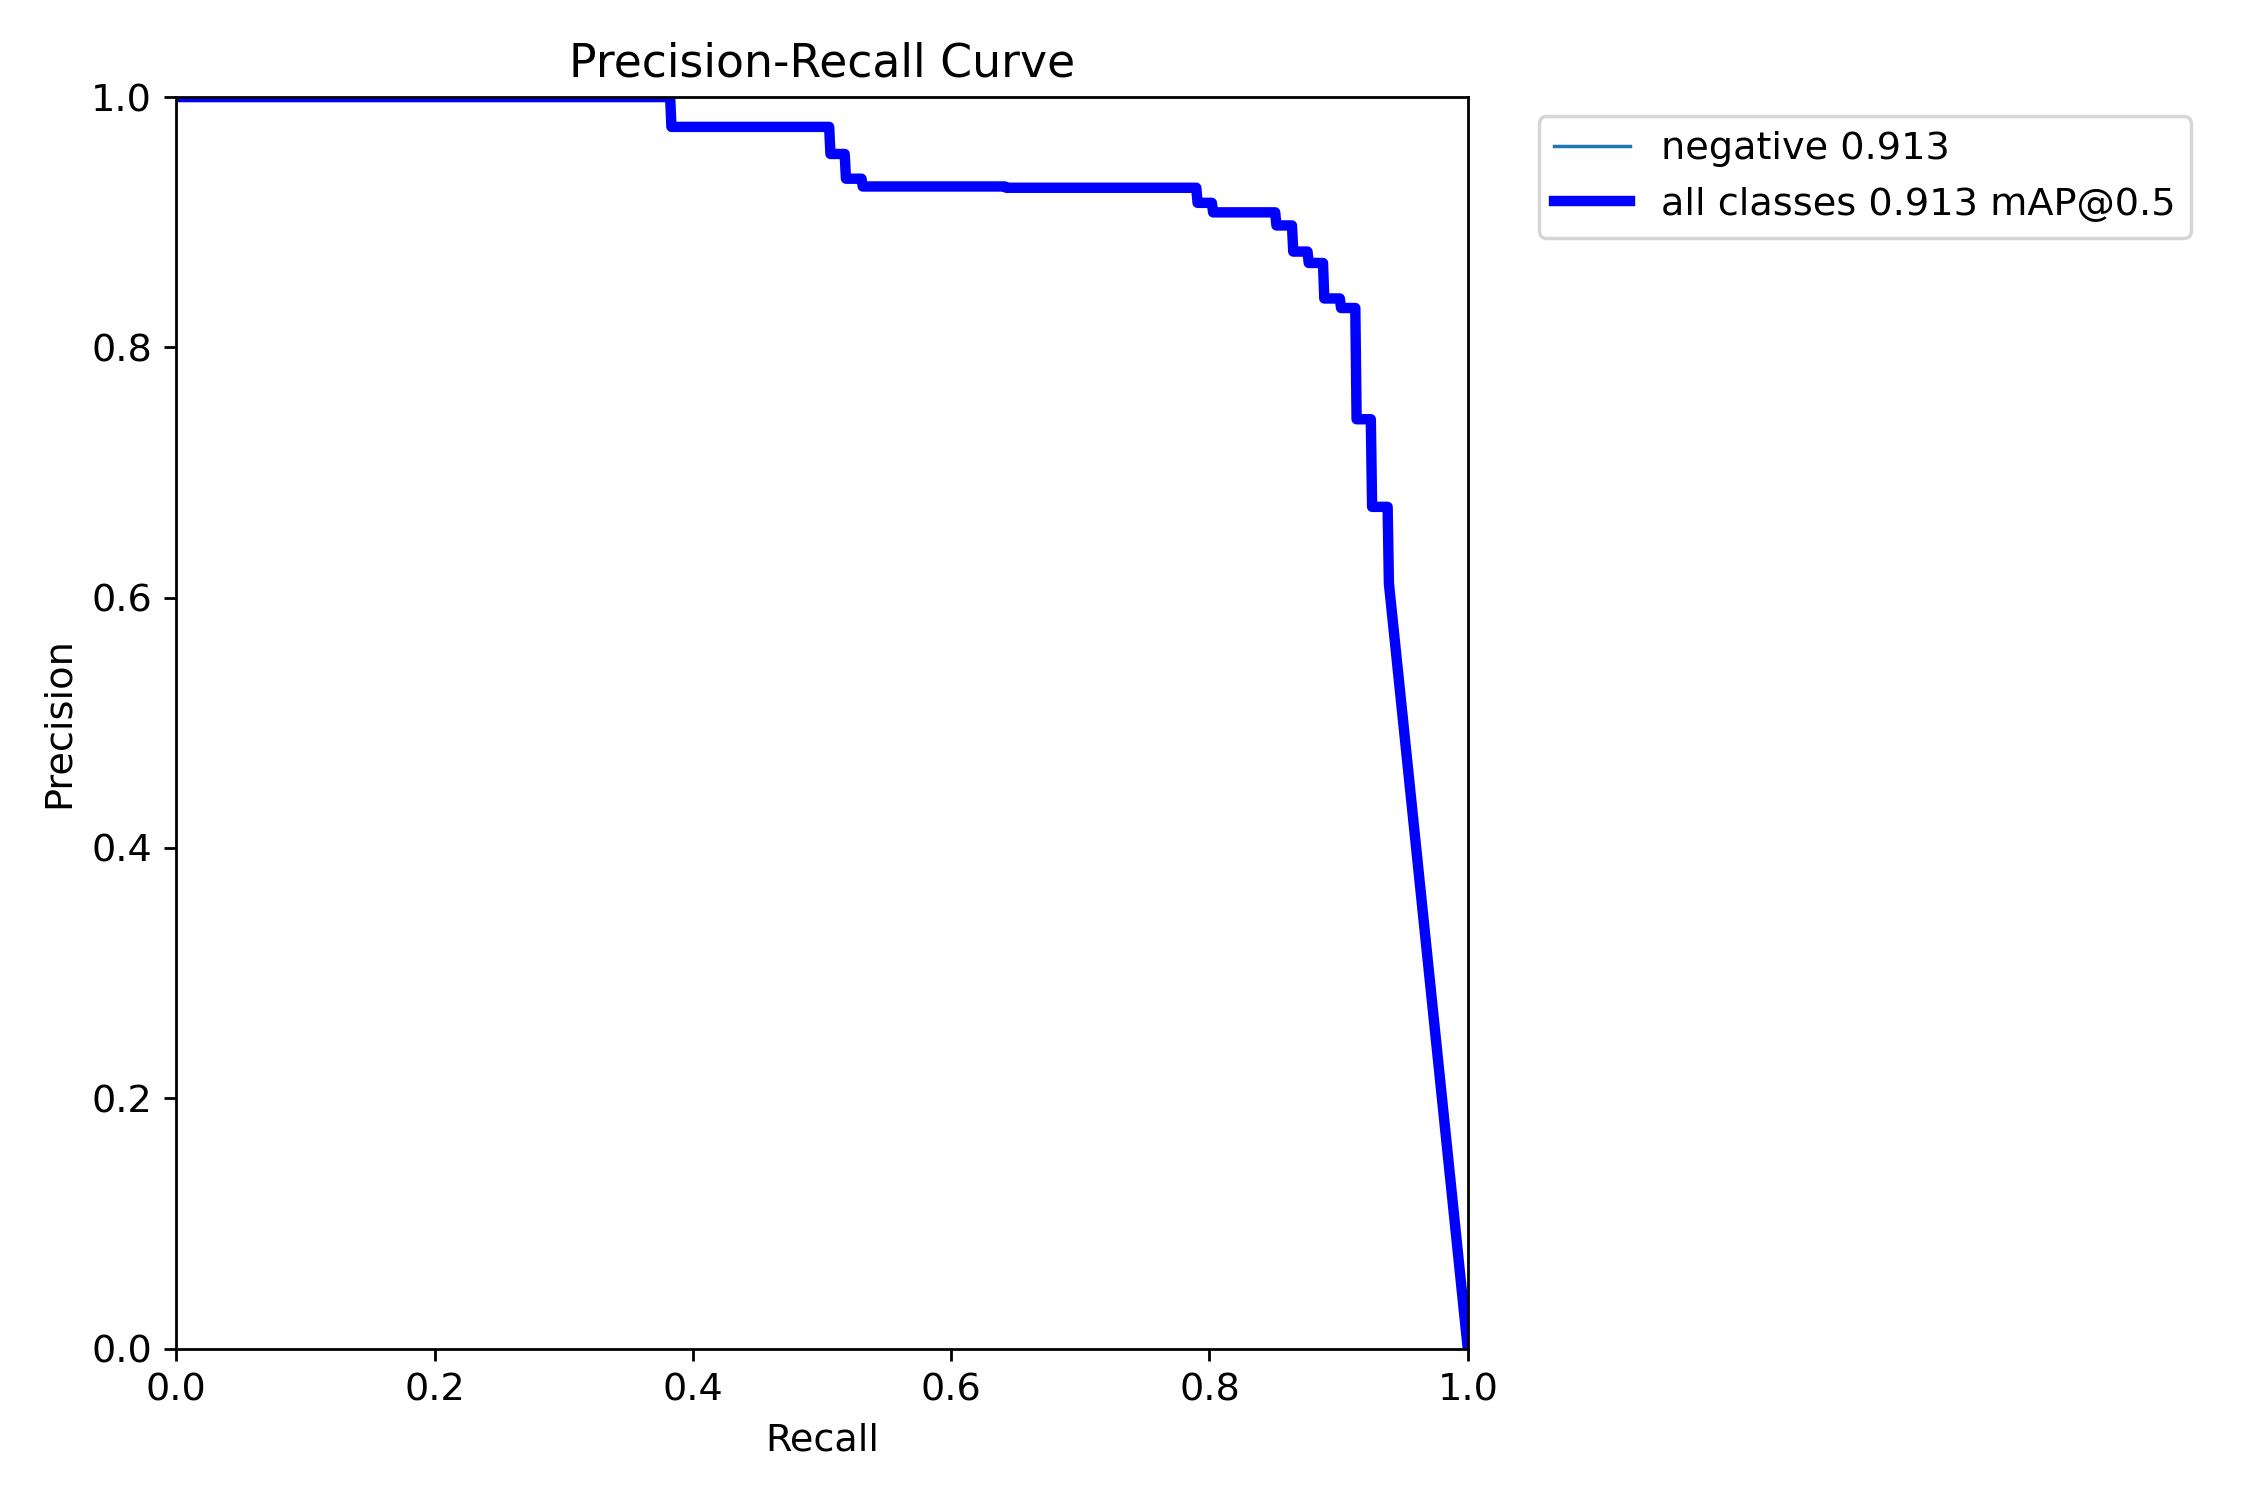 Precision-Recall Curve
1.0
0.8
0.6
0.4
0.2
0.0
Precision
0.0 0.2 0.4 0.6 0.8 1.0
Recall
negative 0.913
all classes 0.913 mAP@0.5